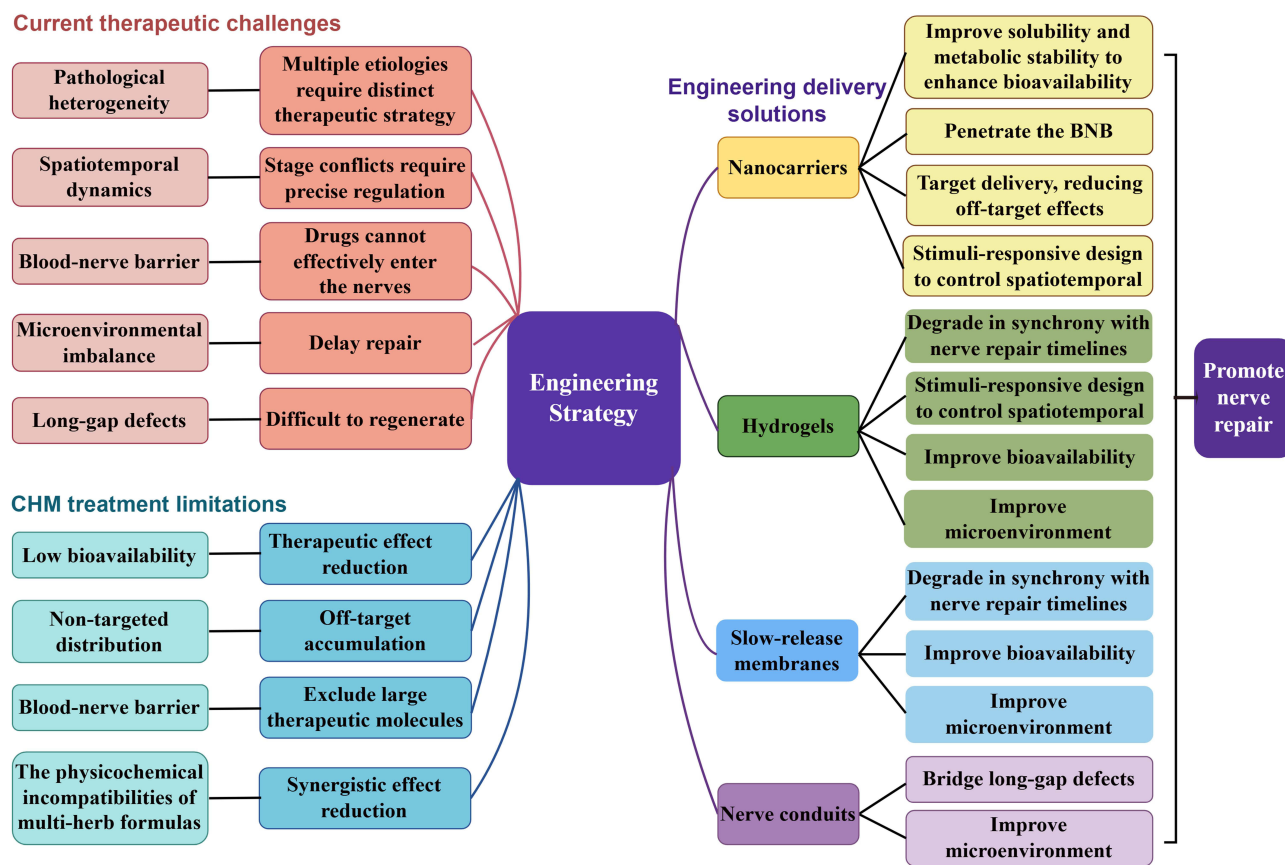 Current therapeutic challenges
Pathological
heterogeneity
Multiple etiologies
require distinct
therapeutic strategy
Spatiotemporal
dynamics
Stage conflicts require
precise regulation
Blood-nerve barrier
Drugs cannot
effectively enter
the nerves
Microenvironmental
imbalance
Delay repair
Long-gap defects
Difficult to regenerate
CHM treatment limitations
Low bioavailability
Therapeutic effect
reduction
Non-targeted
distribution
Off-target
accumulation
Blood-nerve barrier
Exclude large
therapeutic molecules
The physicochemical
incompatibilities of
multi-herb formulas
Synergistic effect
reduction
Engineering
Strategy
Engineering delivery
solutions
Nanocarriers
Improve solubility and
metabolic stability to
enhance bioavailability
Penetrate the BNB
Target delivery, reducing
off-target effects
Stimuli-responsive design
to control spatiotemporal
Hydrogels
Degrade in synchrony with
nerve repair timelines
Stimuli-responsive design
to control spatiotemporal
Improve bioavailability
Improve
microenvironment
Slow-release
membranes
Degrade in synchrony with
nerve repair timelines
Improve bioavailability
Improve
microenvironment
Nerve conduits
Bridge long-gap defects
Improve
microenvironment
Promote
nerve
repair